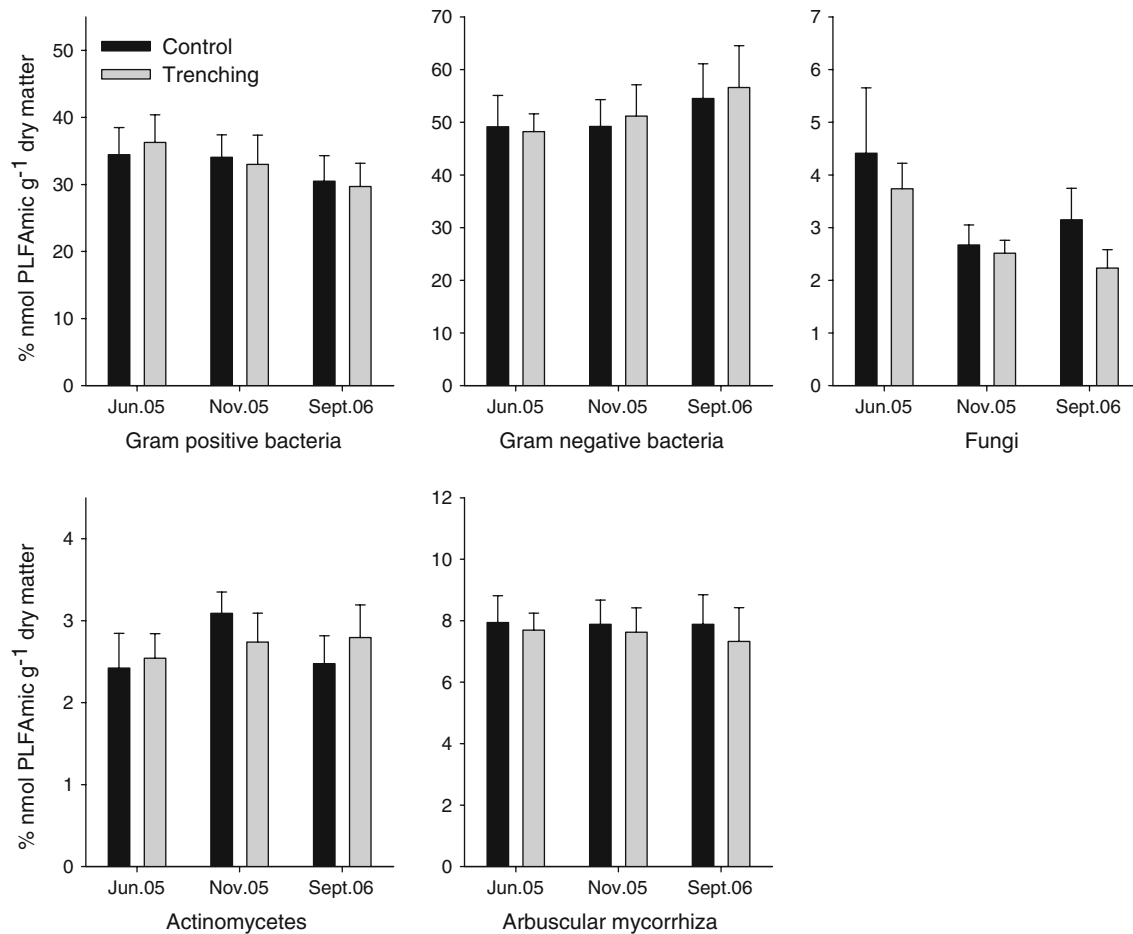 Control
Trenching
% nmol PLFAmic g-1 dry matter
50
40
30
20
10
0
Jun.05 Nov.05 Sept.06
Gram positive bacteria
70
60
50
40
30
20
10
0
Jun.05 Nov.05 Sept.06
Gram negative bacteria
7
6
5
4
3
2
1
0
Jun.05 Nov.05 Sept.06
Fungi
% nmol PLFAmic g-1 dry matter
4
3
2
1
0
Jun.05 Nov.05 Sept.06
Actinomycetes
12
10
8
6
4
2
0
Jun.05 Nov.05 Sept.06
Arbuscular mycorrhiza